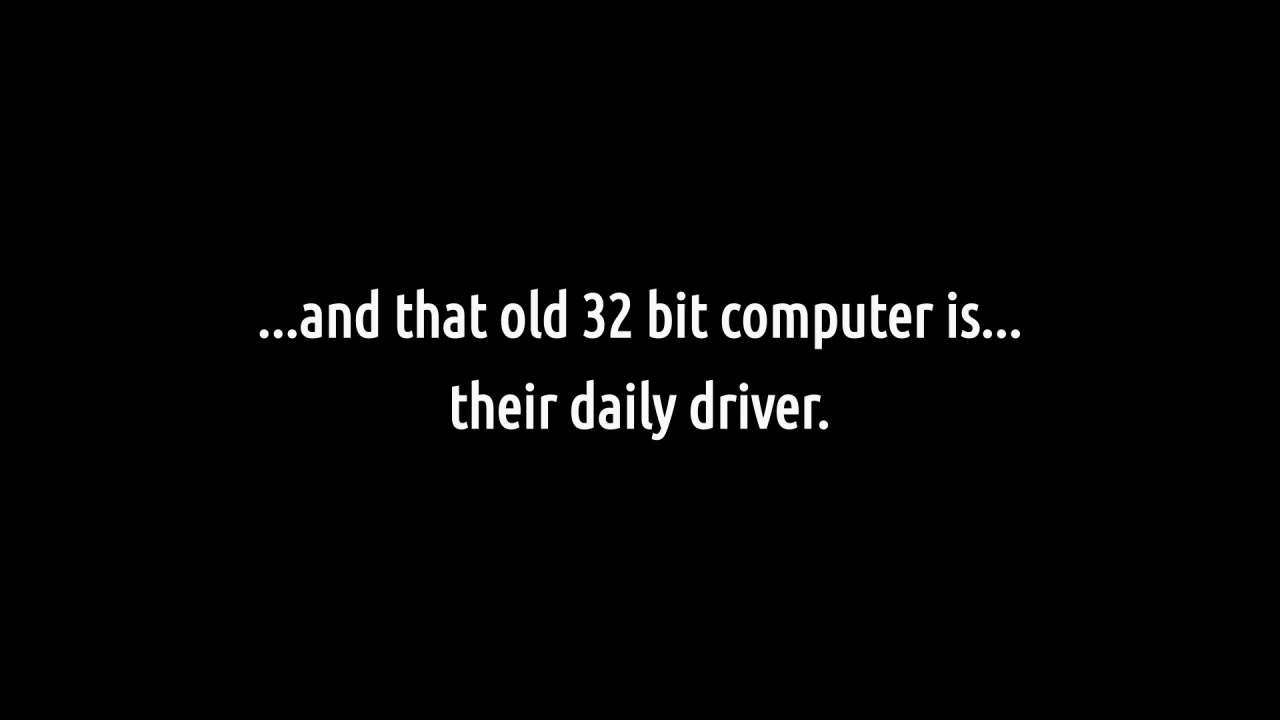 ...and that old 32 bit computer is...
their daily driver.